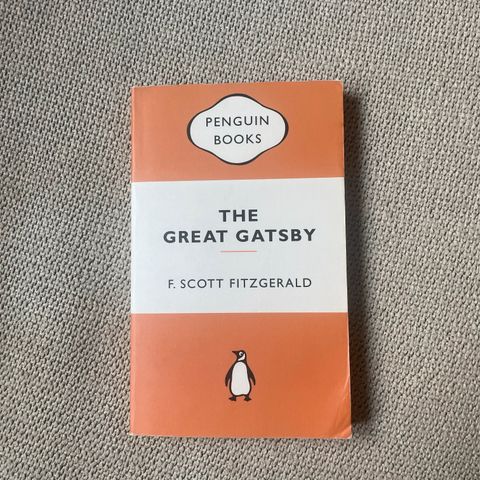 PENGUIN
BOOKS
THE
GREAT GATSBY
F. SCOTT FITZGERALD